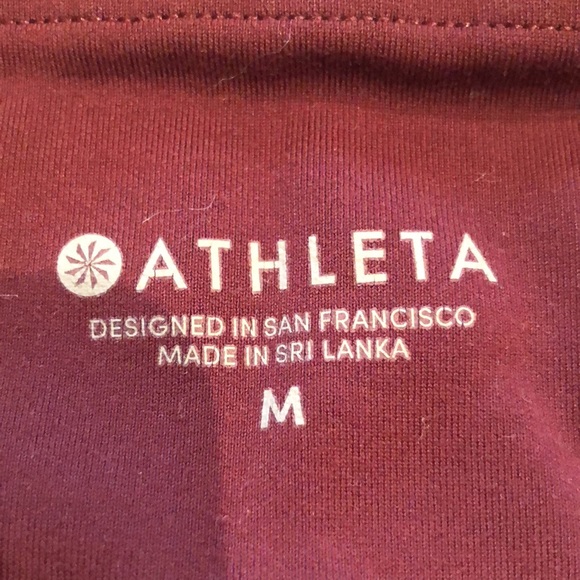 ATHLETA
DESIGNED IN SAN FRANCISCO
MADE IN SRI LANKA
M